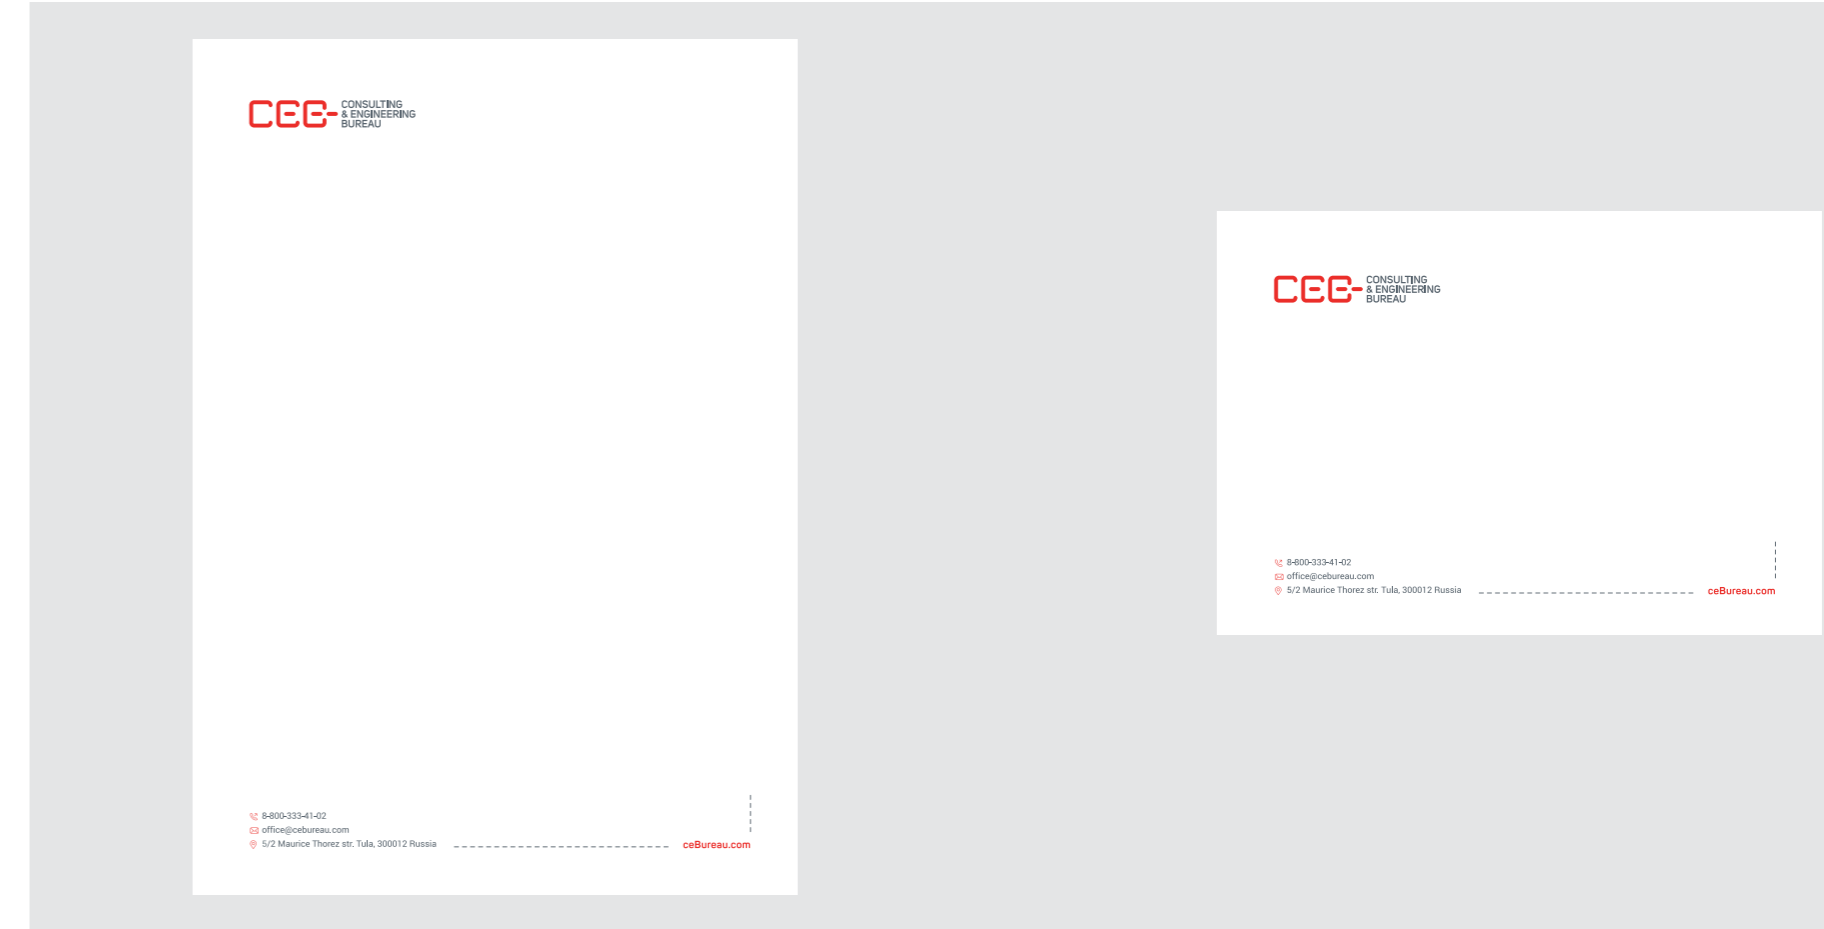 CEB
CONSULTING
& ENGINEERING
BUREAU
8-800-333-41-02
office@cebureau.com
5/2 Maurice Thorez str. Tula, 300012 Russia
ceBureau.com
CEB
CONSULTING
& ENGINEERING
BUREAU
8-800-333-41-02
office@cebureau.com
5/2 Maurice Thorez str. Tula, 300012 Russia
ceBureau.com